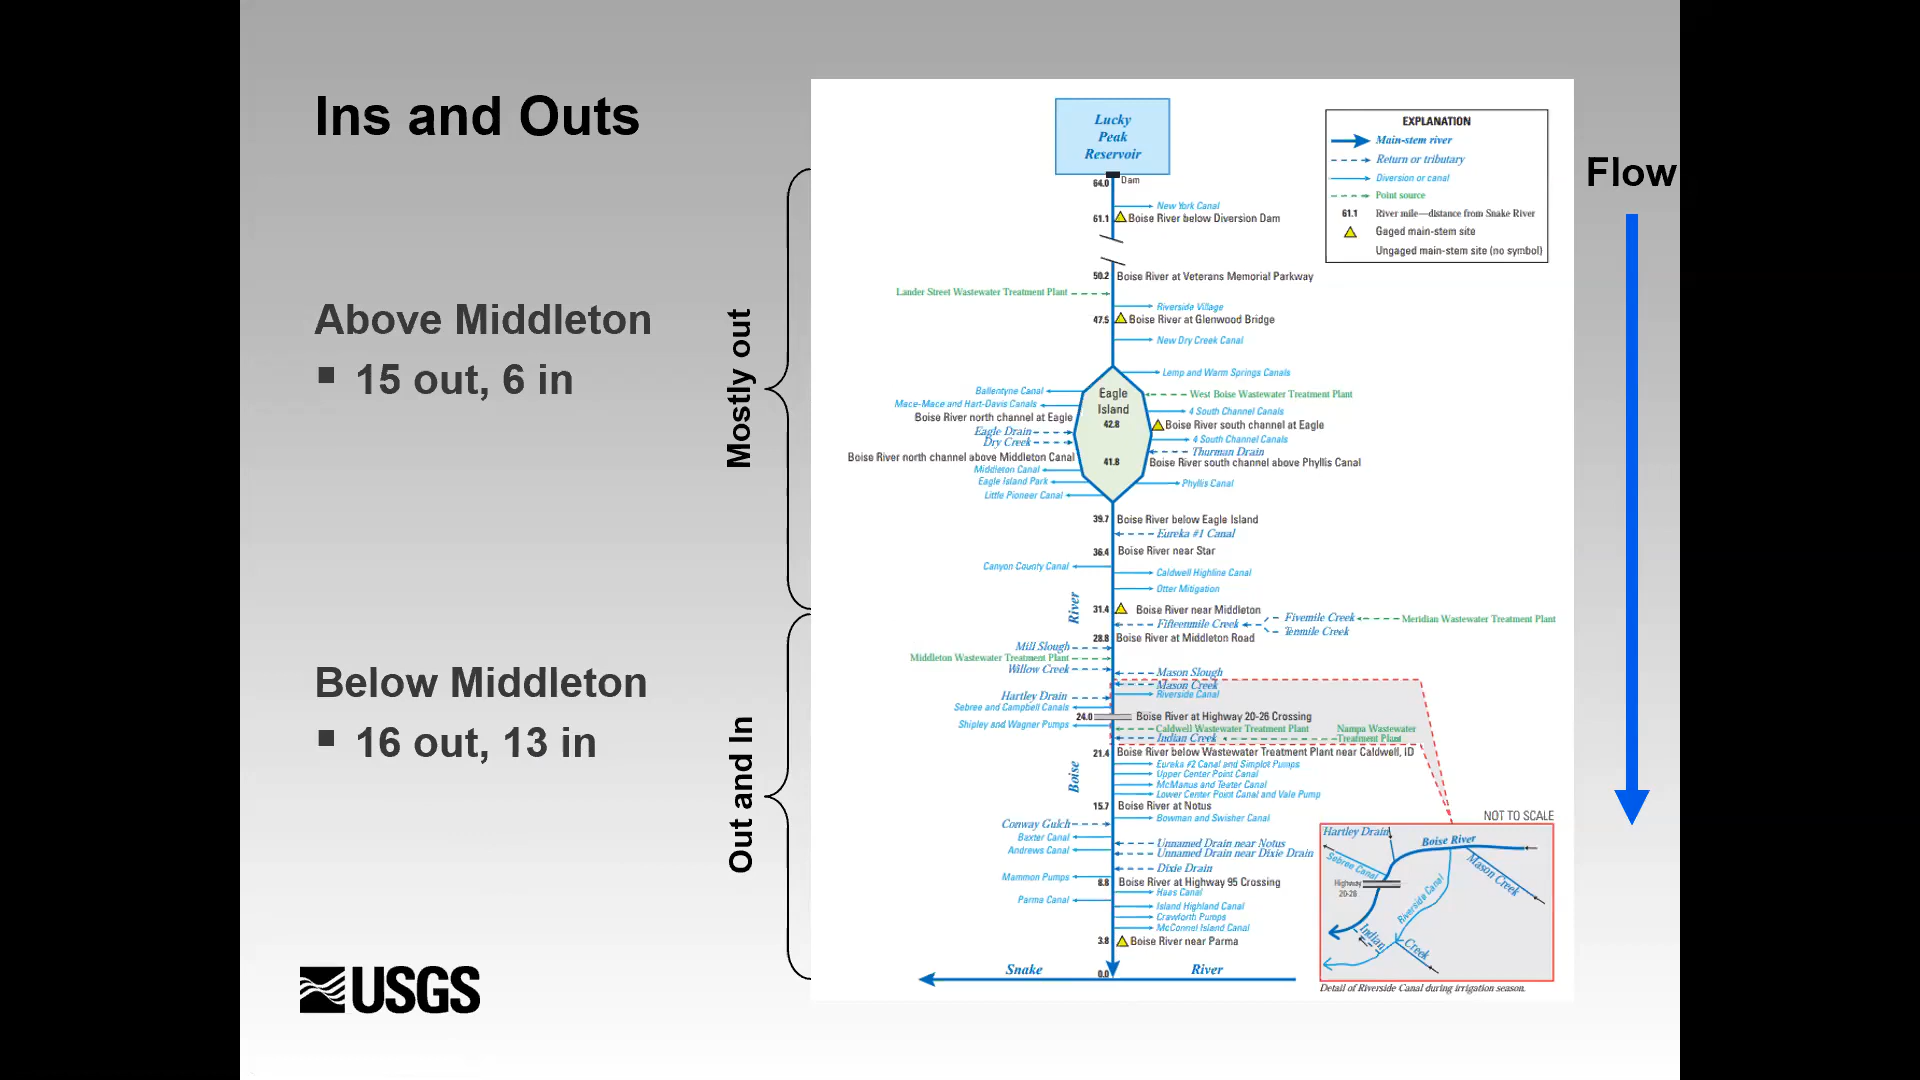 Ins and Outs
Above Middleton
▪ 15 out, 6 in
Below Middleton
▪ 16 out, 13 in
USGS
Mostly out
Out and In
Flow
Lucky
Peak
Reservoir
64.0
Dam
New York Canal
61.1
Boise River below Diversion Dam
50.2
Boise River at Veterans Memorial Parkway
Lander Street Wastewater Treatment Plant
Riverside Village
47.5
Boise River at Glenwood Bridge
New Dry Creek Canal
Lemp and Warm Springs Canals
Eagle
Island
42.8
41.8
Ballentyne Canal
West Boise Wastewater Treatment Plant
Mace-Mace and Hart-Davis Canals
4 South Channel Canals
Boise River north channel at Eagle
Boise River south channel at Eagle
Eagle Drain
4 South Channel Canals
Dry Creek
Thurman Drain
Boise River north channel above Middleton Canal
Boise River south channel above Phyllis Canal
Middleton Canal
Eagle Island Park
Phyllis Canal
Little Pioneer Canal
39.7
Boise River below Eagle Island
Eureka #1 Canal
36.4
Boise River near Star
Canyon County Canal
Caldwell Highline Canal
Otter Mitigation
River
31.4
Boise River near Middleton
Fifteenmile Creek
Fivemile Creek
Meridian Wastewater Treatment Plant
Tenmile Creek
28.8
Boise River at Middleton Road
Mill Slough
Middleton Wastewater Treatment Plant
Willow Creek
Mason Slough
Mason Creek
Riverside Canal
Hartley Drain
Sebree and Campbell Canals
24.0
Boise River at Highway 20-26 Crossing
Shipley and Wagner Pumps
Caldwell Wastewater Treatment Plant
Nampa Wastewater
Treatment Plant
Indian Creek
21.4
Boise River below Wastewater Treatment Plant near Caldwell, ID
Boise
Eureka #2 Canal and Simplot Pumps
Upper Center Point Canal
McManus and Teater Canal
Lower Center Point Canal and Vale Pump
15.7
Boise River at Notus
Bowman and Swisher Canal
Conway Gulch
Baxter Canal
Andrews Canal
Unnamed Drain near Notus
Unnamed Drain near Dixie Drain
Dixie Drain
Mammon Pumps
8.8
Boise River at Highway 95 Crossing
Haas Canal
Parma Canal
Island Highland Canal
Crawforth Pumps
McConnel Island Canal
3.8
Boise River near Parma
0.0
Snake River
EXPLANATION
Main-stem river
Return or tributary
Diversion or canal
Point source
61.1 River mile—distance from Snake River
Gaged main-stem site
Ungaged main-stem site (no symbol)
NOT TO SCALE
Hartley Drain
Boise River
Sebree Canal
Mason Creek
Highway
20-26
Riverside Canal
Indian Creek
Detail of Riverside Canal during irrigation season.